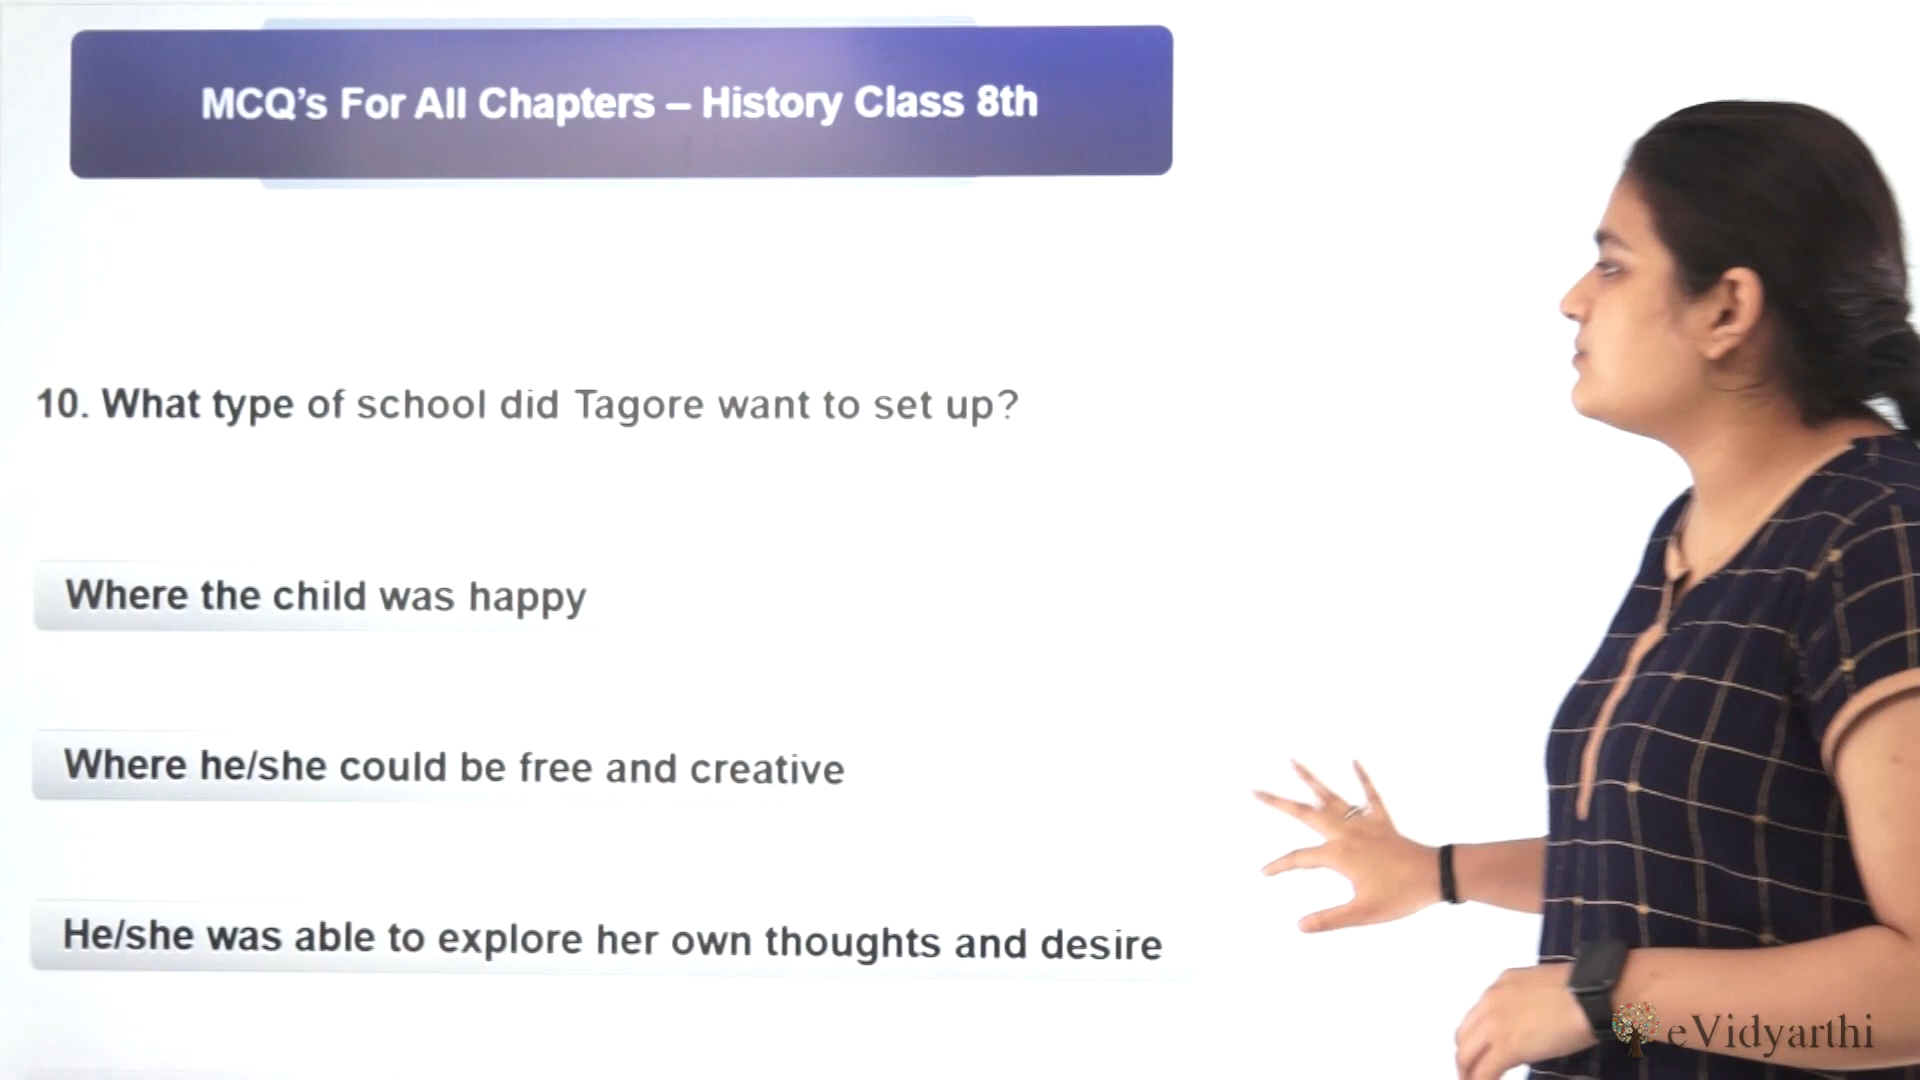 MCQ’s For All Chapters – History Class 8th
10. What type of school did Tagore want to set up?
Where the child was happy
Where he/she could be free and creative
He/she was able to explore her own thoughts and desire
eVidyarthi